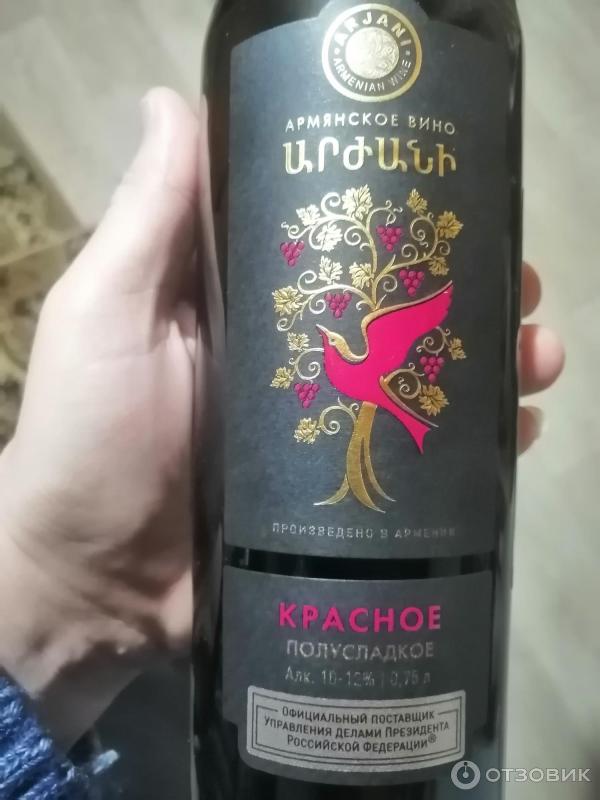 ARJANI
ARMENIAN WINE
АРМЯНСКОЕ ВИНО
ԱՐԺԱՆԻ
ПРОИЗВЕДЕНО В АРМЕНИИ
КРАСНОЕ
ПОЛУСЛАДКОЕ
Алк. 10-12% | 0,75 л
ОФИЦИАЛЬНЫЙ ПОСТАВЩИК
УПРАВЛЕНИЯ ДЕЛАМИ ПРЕЗИДЕНТА
РОССИЙСКОЙ ФЕДЕРАЦИИ®
ОТЗОВИК